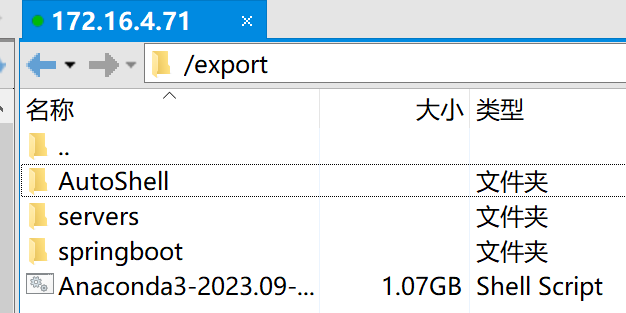 172.16.4.71
/export
名称 大小 类型
..
AutoShell 文件夹
servers 文件夹
springboot 文件夹
Anaconda3-2023.09-... 1.07GB Shell Script